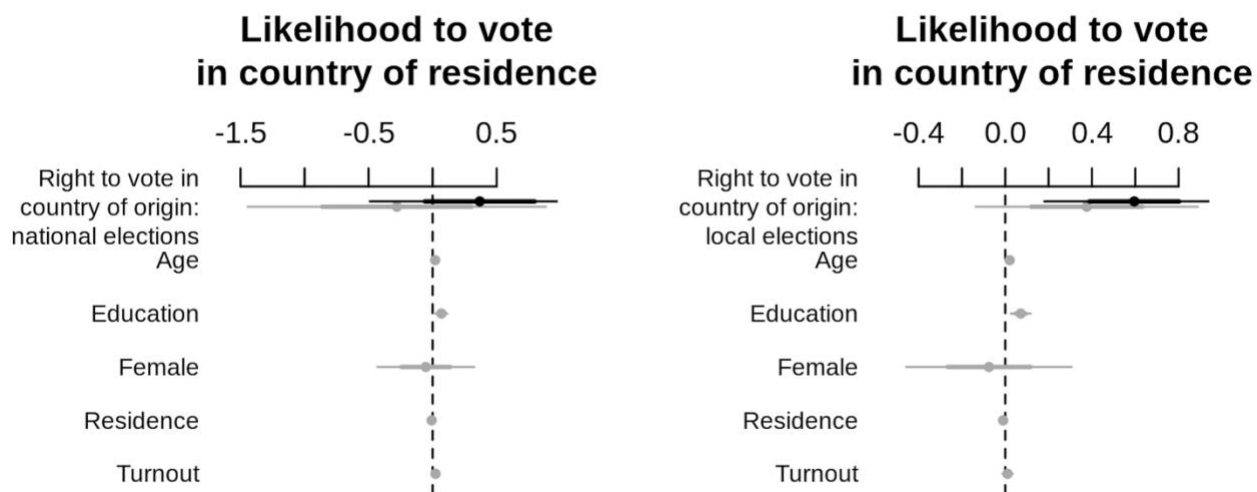 Likelihood to vote
in country of residence
-1.5 -0.5 0.5
Right to vote in
country of origin:
national elections
Age
Education
Female
Residence
Turnout
Likelihood to vote
in country of residence
-0.4 0.0 0.4 0.8
Right to vote in
country of origin:
local elections
Age
Education
Female
Residence
Turnout